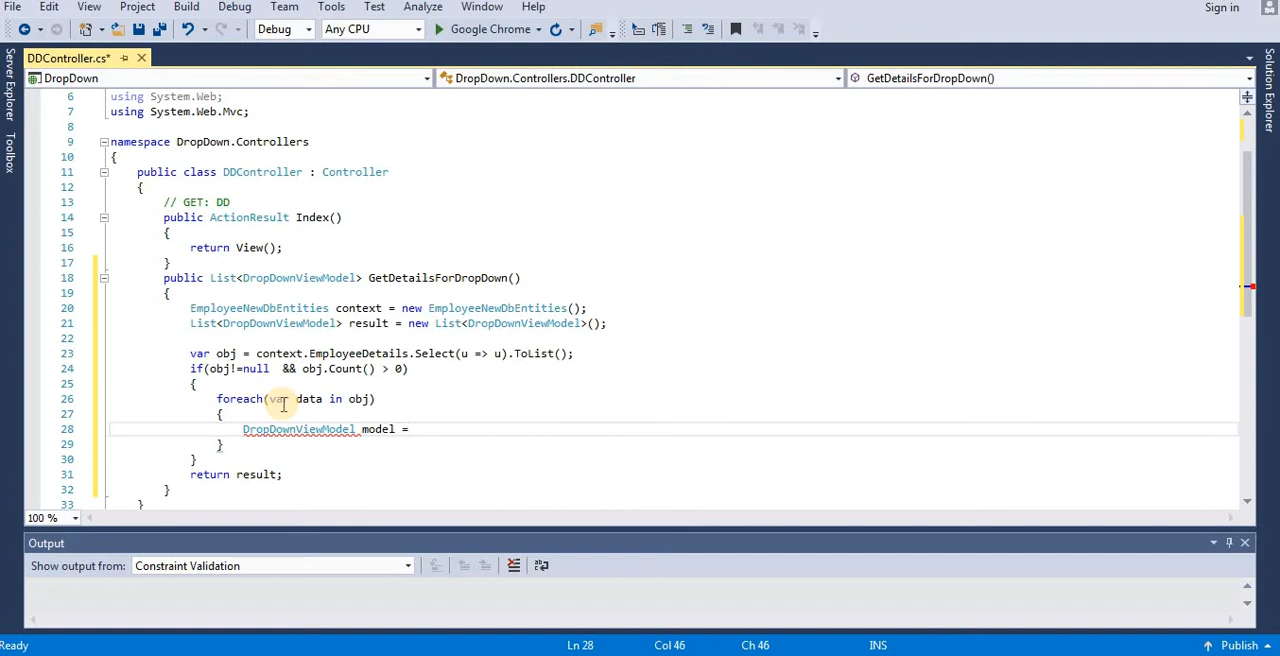 File Edit View Project Build Debug Team Tools Test Analyze Window Help Sign in
Debug Any CPU Google Chrome
DDController.cs*
DropDown DropDown.Controllers.DDController GetDetailsForDropDown()
Server Explorer
Toolbox
Solution Explorer
6 using System.Web;
7 using System.Web.Mvc;
8
9 namespace DropDown.Controllers
10 {
11 public class DDController : Controller
12 {
13 // GET: DD
14 public ActionResult Index()
15 {
16 return View();
17 }
18 public List<DropDownViewModel> GetDetailsForDropDown()
19 {
20 EmployeeNewDbEntities context = new EmployeeNewDbEntities();
21 List<DropDownViewModel> result = new List<DropDownViewModel>();
22
23 var obj = context.EmployeeDetails.Select(u => u).ToList();
24 if(obj!=null && obj.Count() > 0)
25 {
26 foreach(var data in obj)
27 {
28 DropDownViewModel model =
29 }
30 }
31 return result;
32 }
33 }
100 %
Output
Show output from: Constraint Validation
Ready Ln 28 Col 46 Ch 46 INS Publish